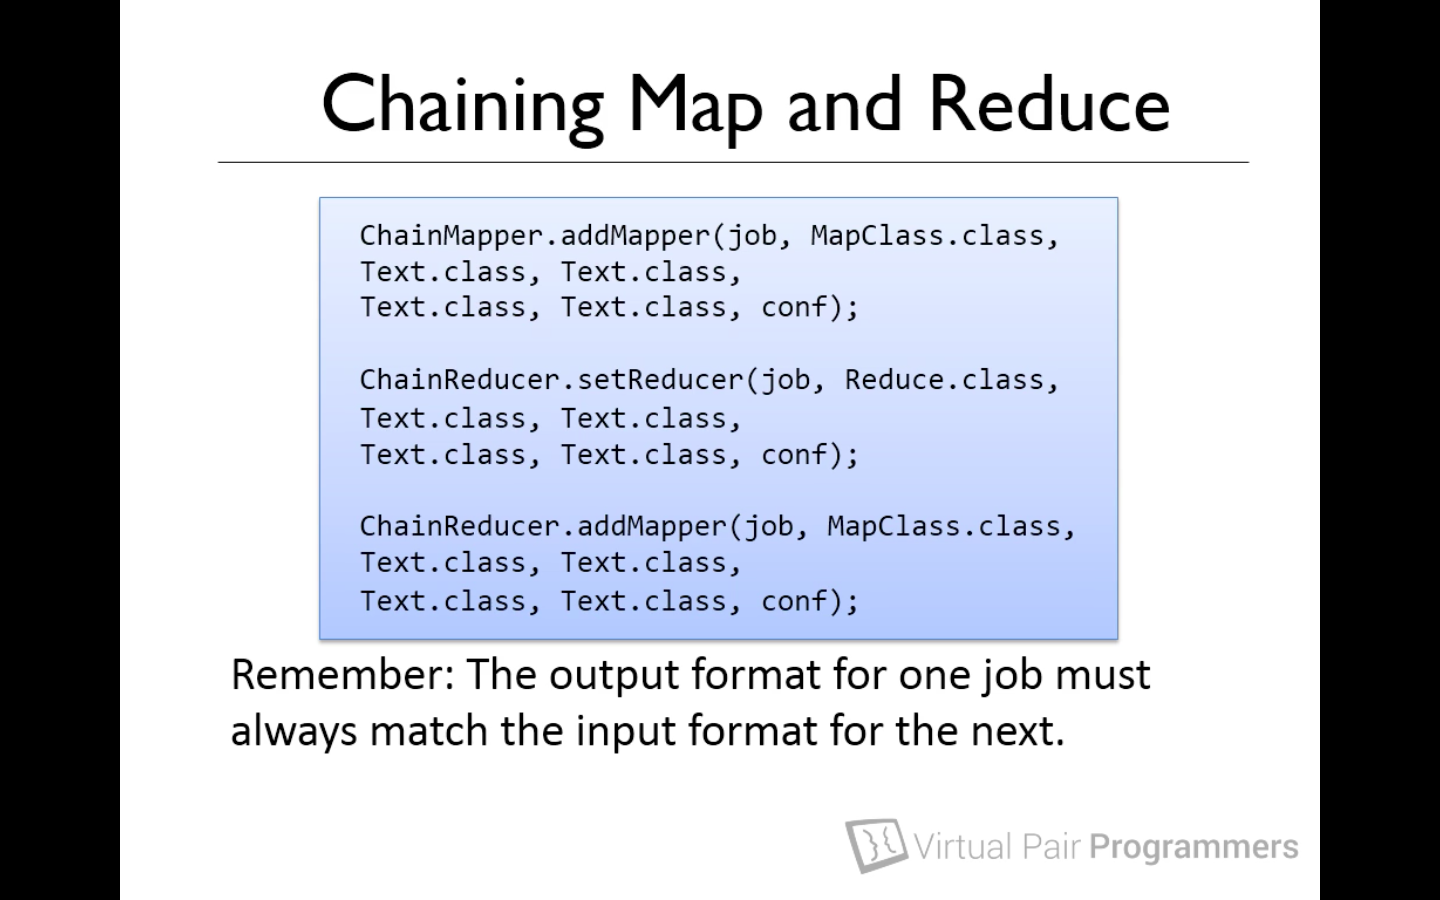 Chaining Map and Reduce
ChainMapper.addMapper(job, MapClass.class,
Text.class, Text.class,
Text.class, Text.class, conf);
ChainReducer.setReducer(job, Reduce.class,
Text.class, Text.class,
Text.class, Text.class, conf);
ChainReducer.addMapper(job, MapClass.class,
Text.class, Text.class,
Text.class, Text.class, conf);
Remember: The output format for one job must
always match the input format for the next.
Virtual Pair Programmers